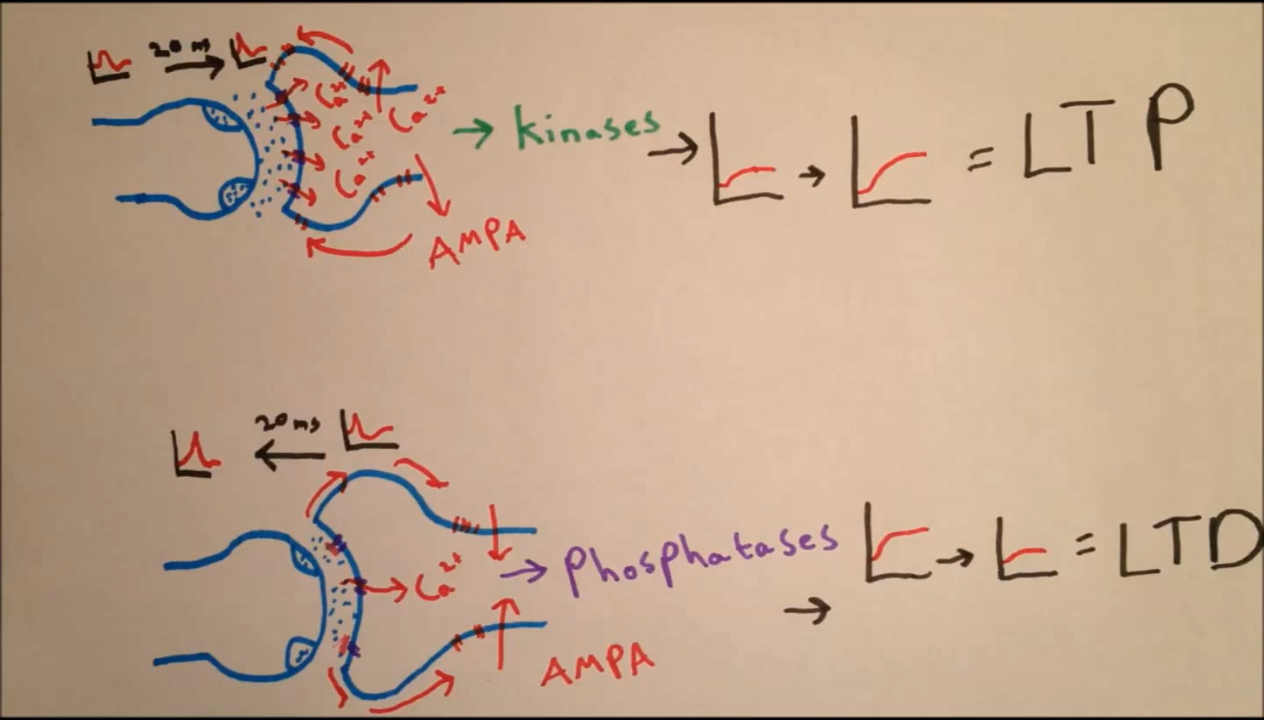 20 ms
Ca²⁺
Ca²⁺
Ca²⁺
Ca²⁺
→ kinases → → = LTP
AMPA
20 ms
Ca²⁺ → Phosphatases → → = LTD
AMPA